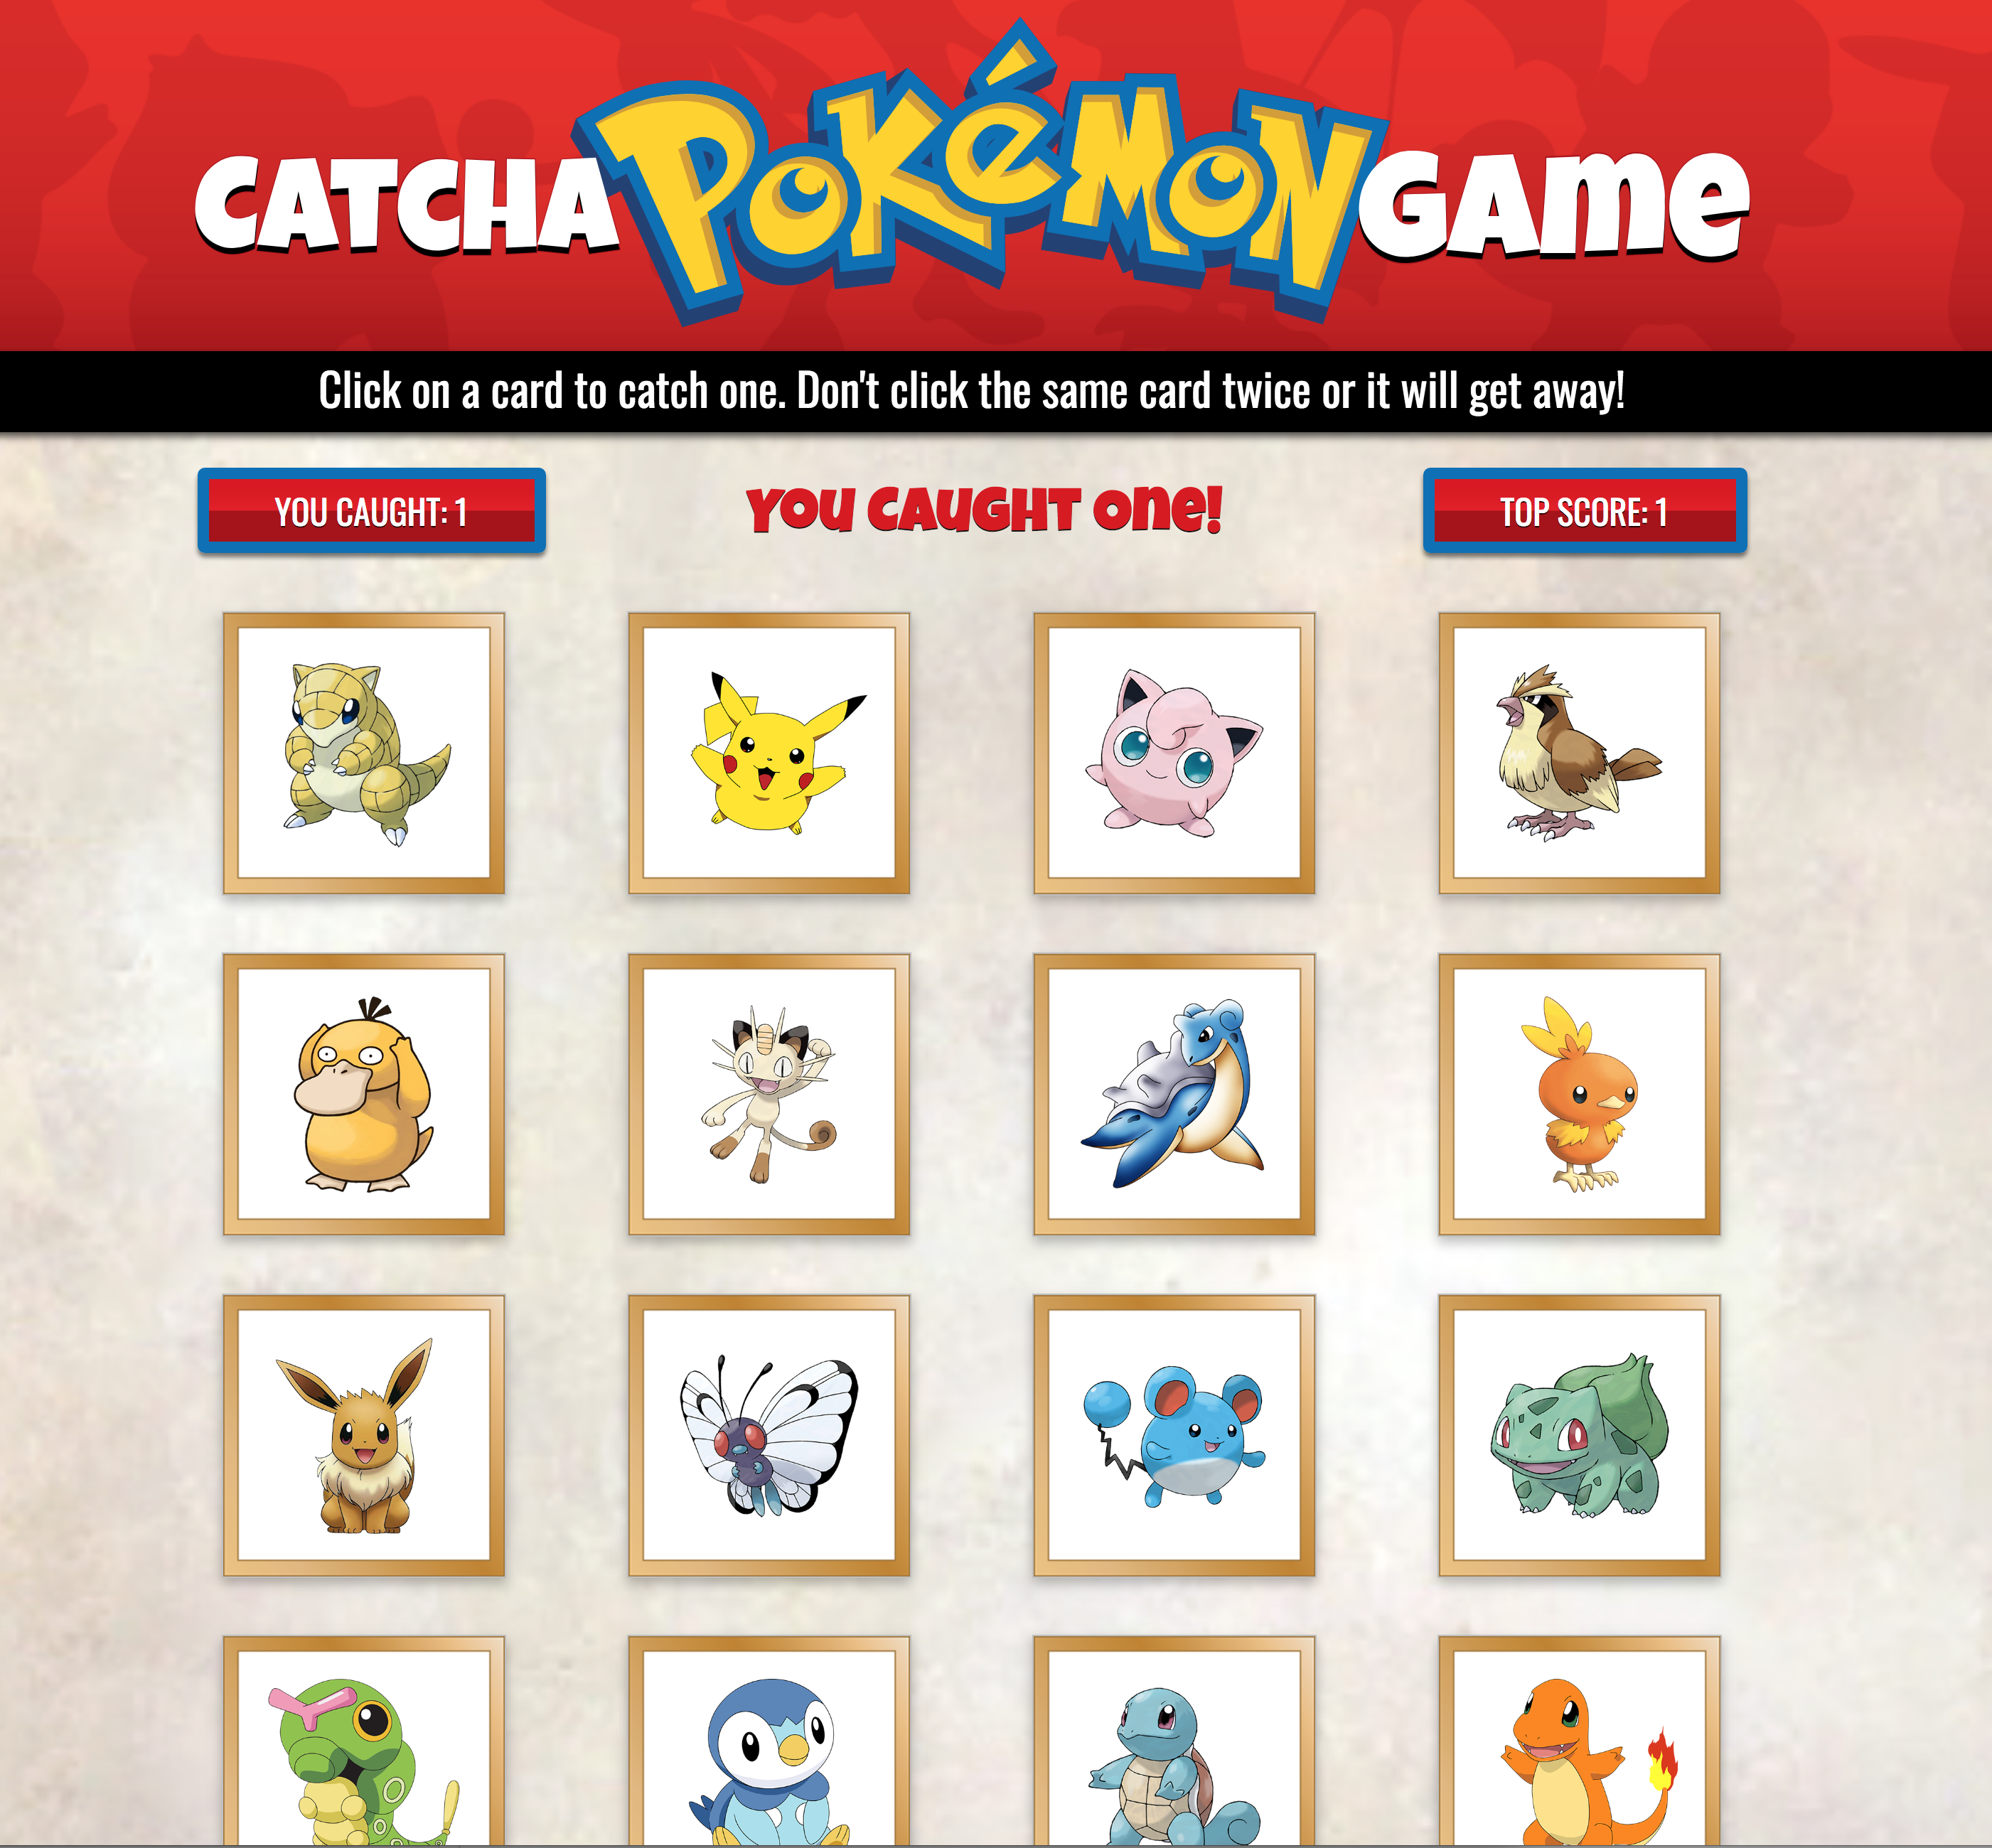 CATCHA POKéMON GAME
Click on a card to catch one. Don't click the same card twice or it will get away!
YOU CAUGHT: 1
YOU CAUGHT ONE!
TOP SCORE: 1